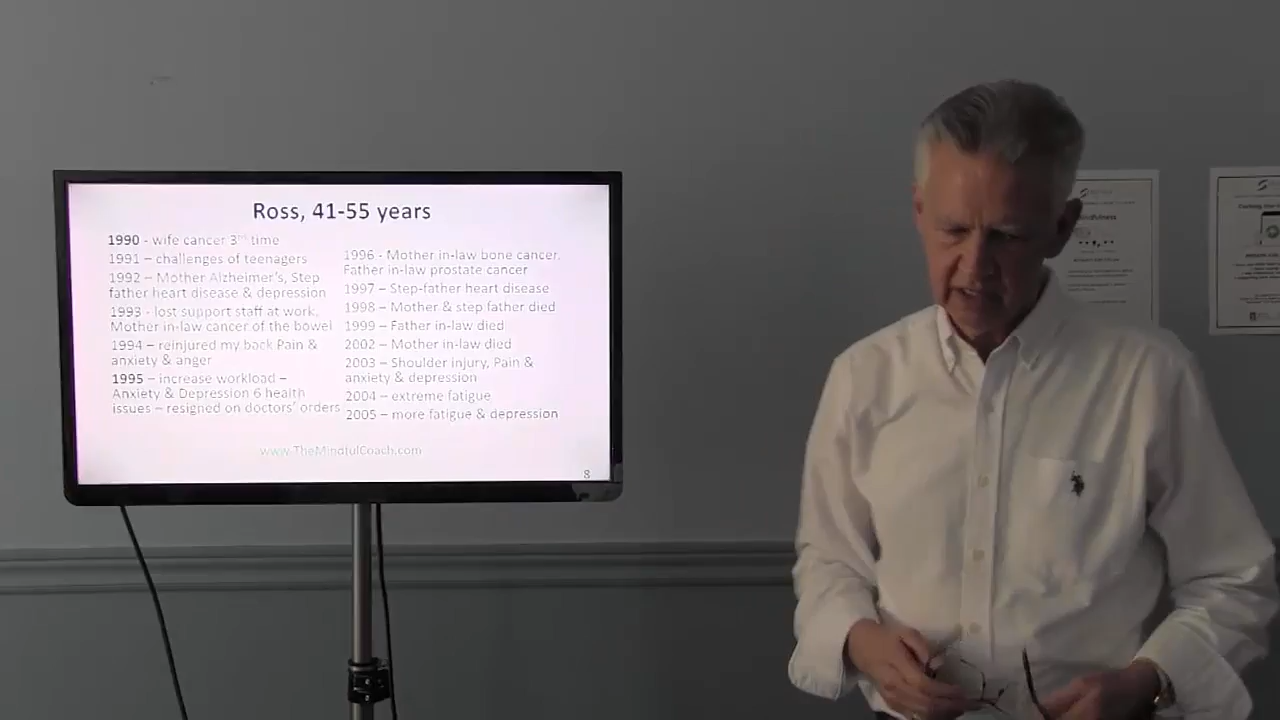 Ross, 41-55 years
1990 - wife cancer 3rd time
1991 – challenges of teenagers
1992 – Mother Alzheimer's, Step
father heart disease & depression
1993 - lost support staff at work,
Mother in-law cancer of the bowel
1994 – reinjured my back Pain &
anxiety & anger
1995 – increase workload –
Anxiety & Depression 6 health
issues – resigned on doctors' orders
1996 - Mother in-law bone cancer,
Father in-law prostate cancer
1997 – Step-father heart disease
1998 – Mother & step father died
1999 – Father in-law died
2002 – Mother in-law died
2003 – Shoulder injury, Pain &
anxiety & depression
2004 – extreme fatigue
2005 – more fatigue & depression
www.TheMindfulCoach.com
8